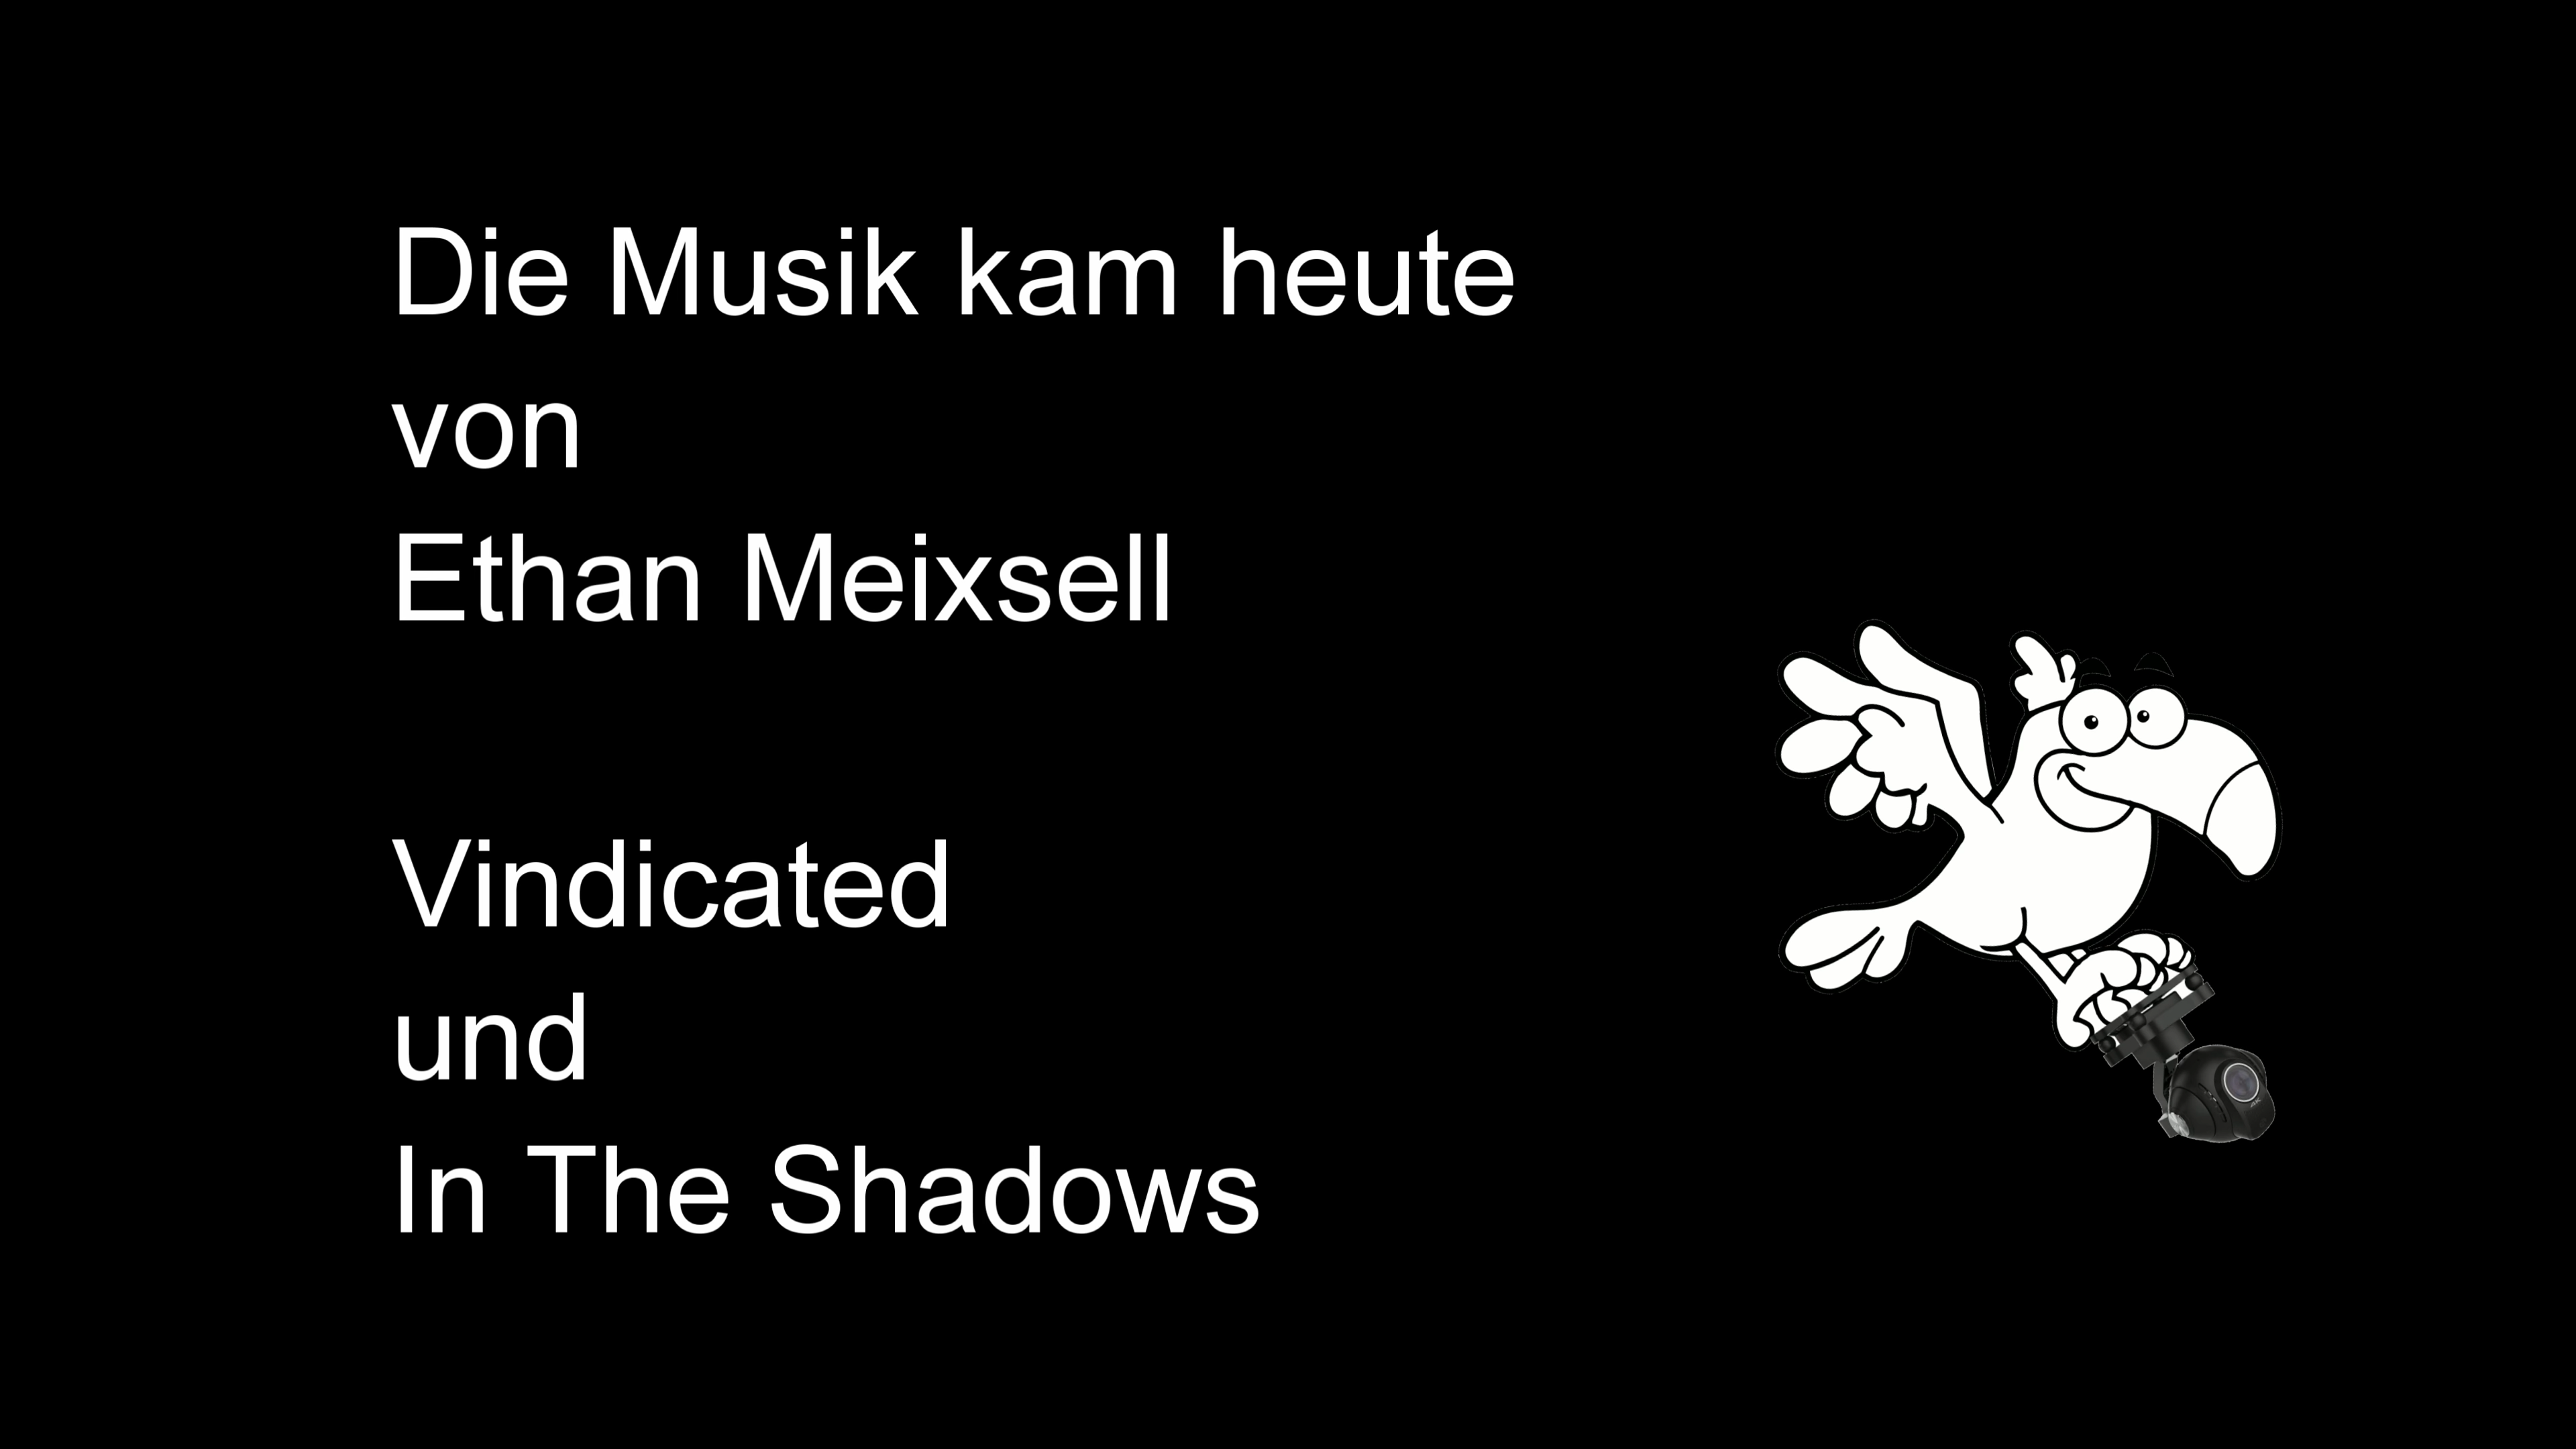 Die Musik kam heute
von
Ethan Meixsell
Vindicated
und
In The Shadows